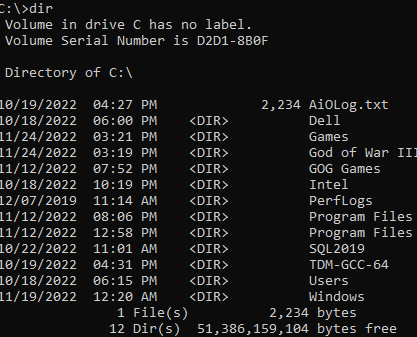 C:\>dir
Volume in drive C has no label.
Volume Serial Number is D2D1-8B0F
Directory of C:\
10/19/2022  04:27 PM             2,234 AiOLog.txt
10/18/2022  06:00 PM    <DIR>          Dell
11/24/2022  03:21 PM    <DIR>          Games
11/24/2022  03:19 PM    <DIR>          God of War III
11/12/2022  07:52 PM    <DIR>          GOG Games
10/18/2022  10:19 PM    <DIR>          Intel
12/07/2019  11:14 AM    <DIR>          PerfLogs
11/12/2022  08:06 PM    <DIR>          Program Files
11/12/2022  12:58 PM    <DIR>          Program Files
10/22/2022  11:01 AM    <DIR>          SQL2019
10/19/2022  04:31 PM    <DIR>          TDM-GCC-64
10/18/2022  06:15 PM    <DIR>          Users
11/19/2022  12:20 AM    <DIR>          Windows
1 File(s)          2,234 bytes
12 Dir(s)  51,386,159,104 bytes free